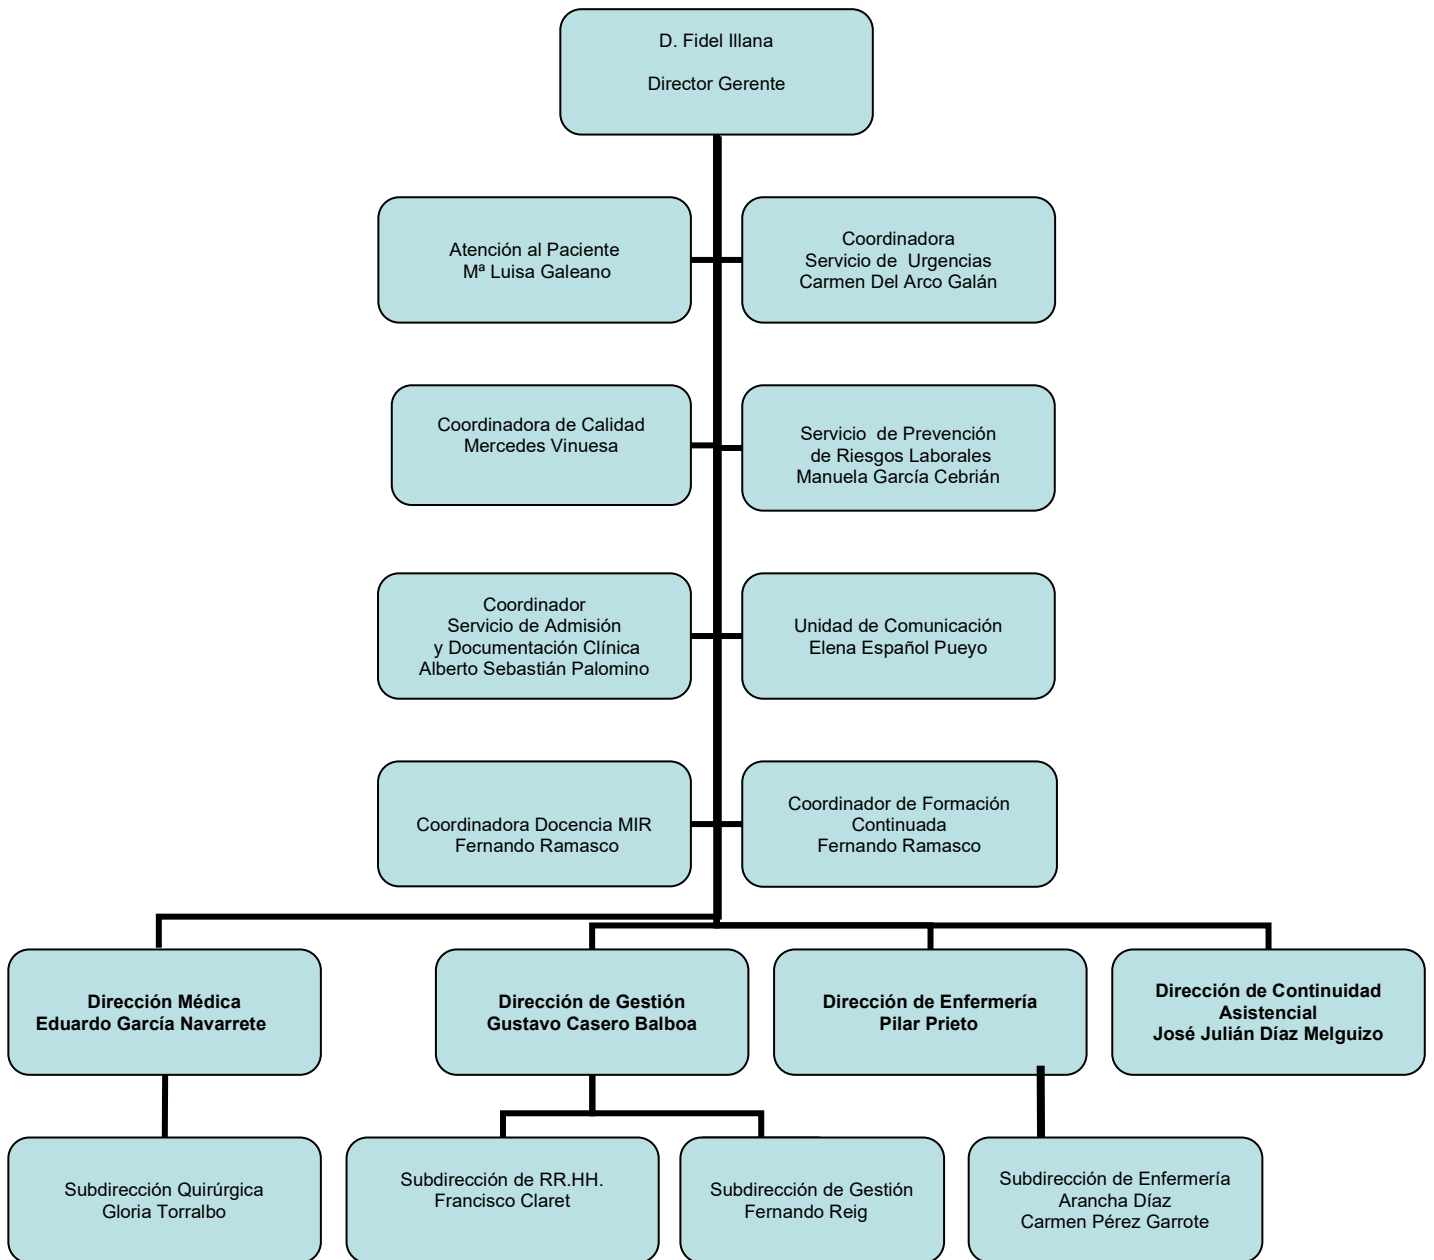 D. Fidel Illana
Director Gerente
Atención al Paciente
Mª Luisa Galeano
Coordinadora
Servicio de Urgencias
Carmen Del Arco Galán
Coordinadora de Calidad
Mercedes Vinuesa
Servicio de Prevención
de Riesgos Laborales
Manuela García Cebrián
Coordinador
Servicio de Admisión
y Documentación Clínica
Alberto Sebastián Palomino
Unidad de Comunicación
Elena Español Pueyo
Coordinadora Docencia MIR
Fernando Ramasco
Coordinador de Formación
Continuada
Fernando Ramasco
Dirección Médica
Eduardo García Navarrete
Dirección de Gestión
Gustavo Casero Balboa
Dirección de Enfermería
Pilar Prieto
Dirección de Continuidad
Asistencial
José Julián Díaz Melguizo
Subdirección Quirúrgica
Gloria Torralbo
Subdirección de RR.HH.
Francisco Claret
Subdirección de Gestión
Fernando Reig
Subdirección de Enfermería
Arancha Díaz
Carmen Pérez Garrote